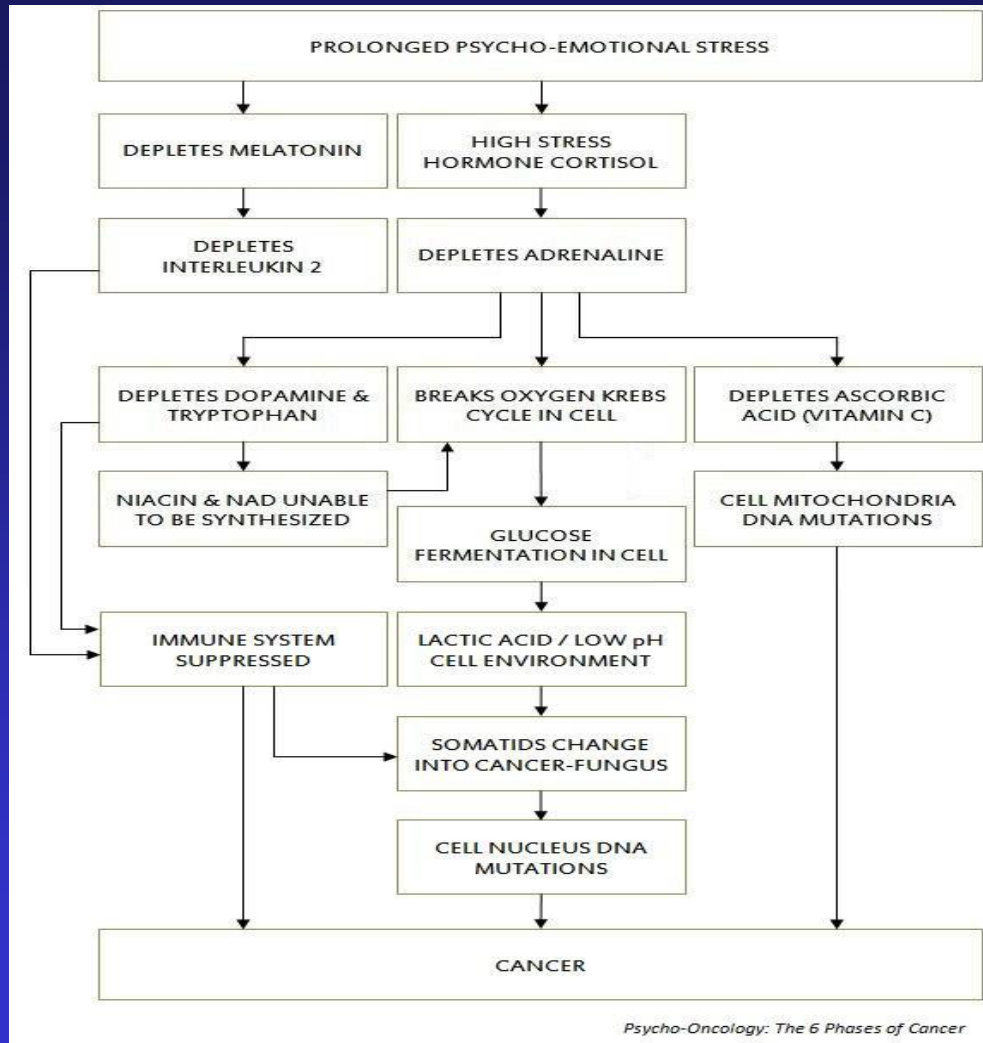 PROLONGED PSYCHO-EMOTIONAL STRESS
DEPLETES MELATONIN
HIGH STRESS
HORMONE CORTISOL
DEPLETES
INTERLEUKIN 2
DEPLETES ADRENALINE
DEPLETES DOPAMINE &
TRYPTOPHAN
BREAKS OXYGEN KREBS
CYCLE IN CELL
DEPLETES ASCORBIC
ACID (VITAMIN C)
NIACIN & NAD UNABLE
TO BE SYNTHESIZED
GLUCOSE
FERMENTATION IN CELL
CELL MITOCHONDRIA
DNA MUTATIONS
IMMUNE SYSTEM
SUPPRESSED
LACTIC ACID / LOW pH
CELL ENVIRONMENT
SOMATIDS CHANGE
INTO CANCER-FUNGUS
CELL NUCLEUS DNA
MUTATIONS
CANCER
Psycho-Oncology: The 6 Phases of Cancer